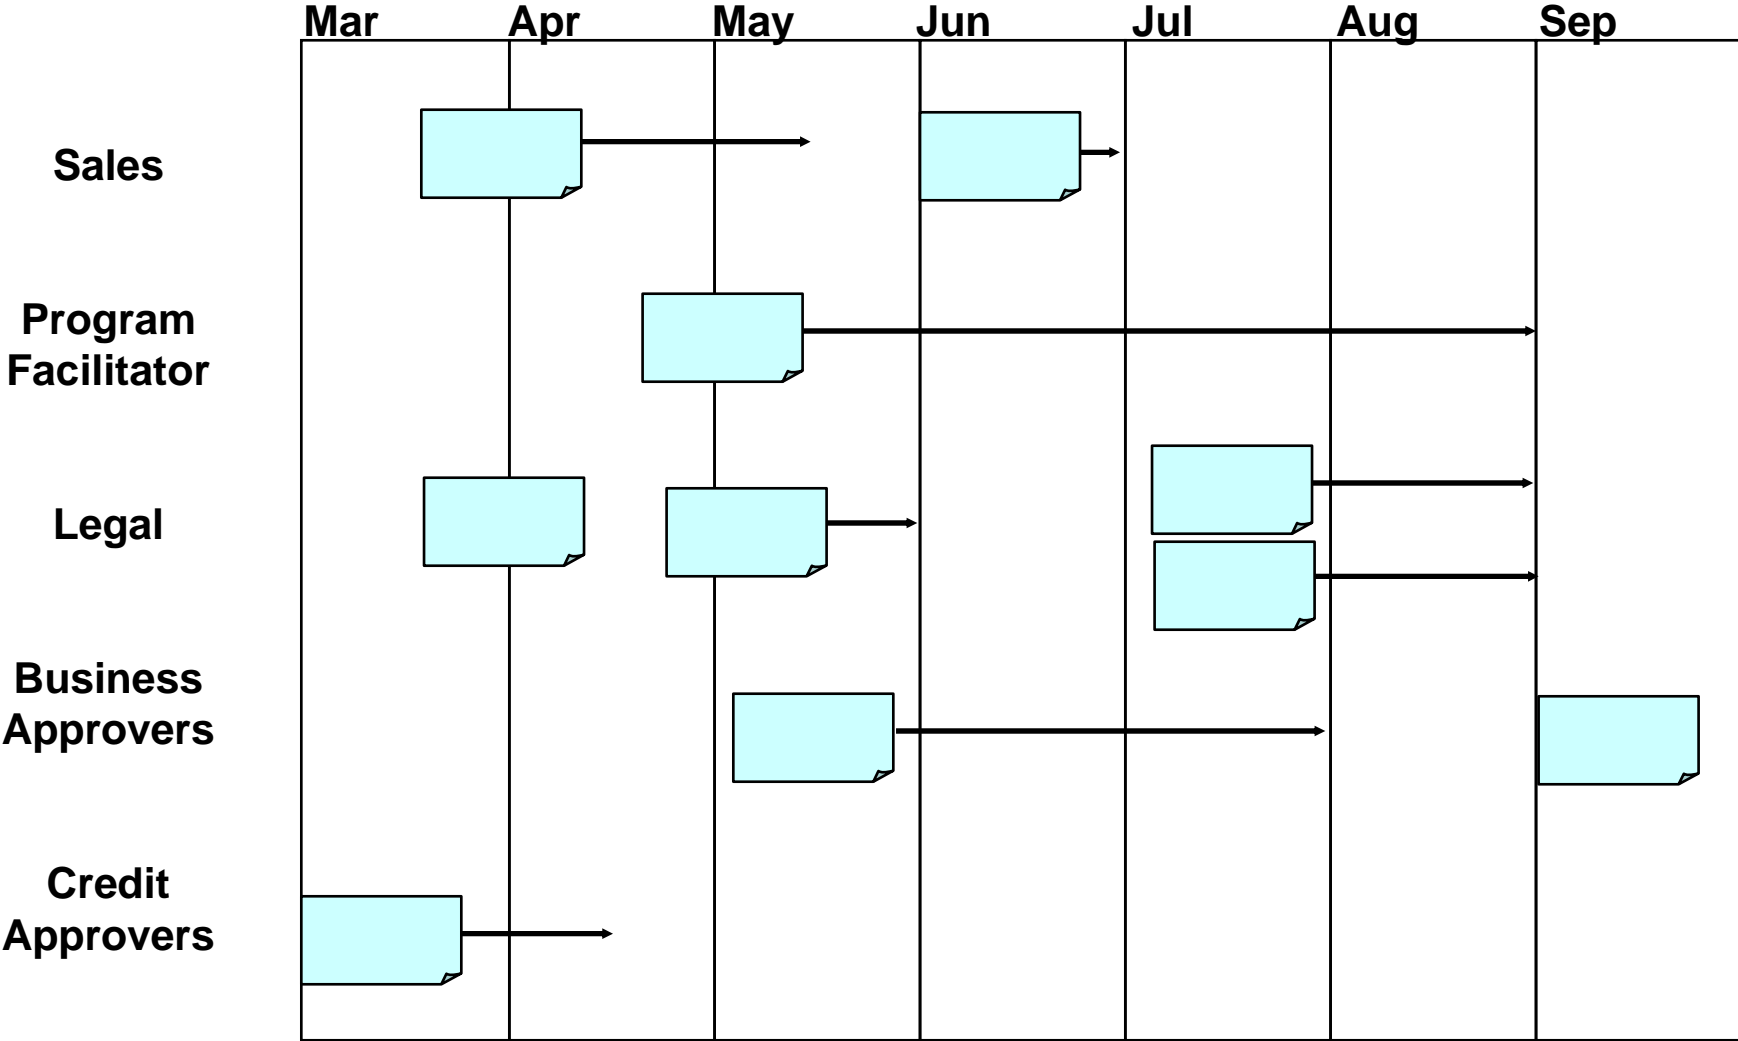 Mar Apr May Jun Jul Aug Sep
Sales
Program
Facilitator
Legal
Business
Approvers
Credit
Approvers